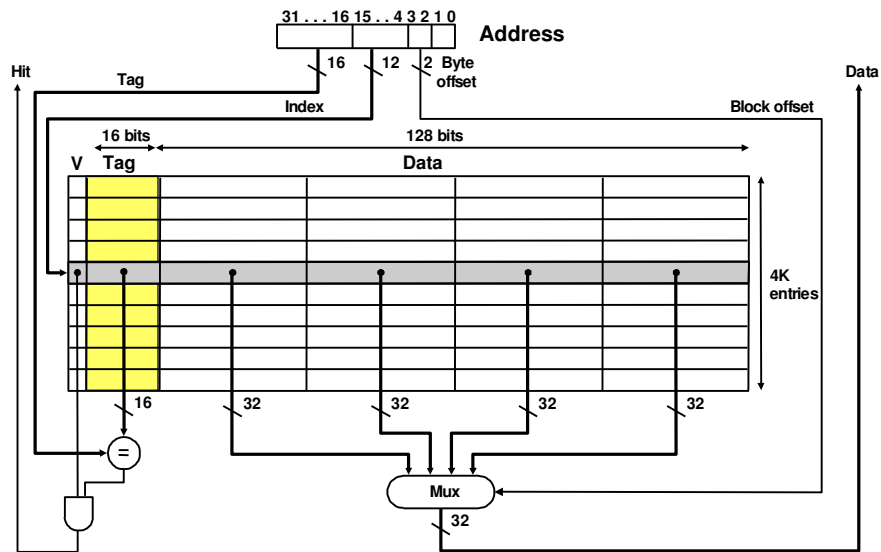 31 . . . 16 15 . . 4 3 2 1 0
Address
16 12 2 Byte
offset
Hit
Tag
Data
Index
Block offset
16 bits
128 bits
V Tag Data
4K
entries
16 32 32 32 32
=
Mux
32